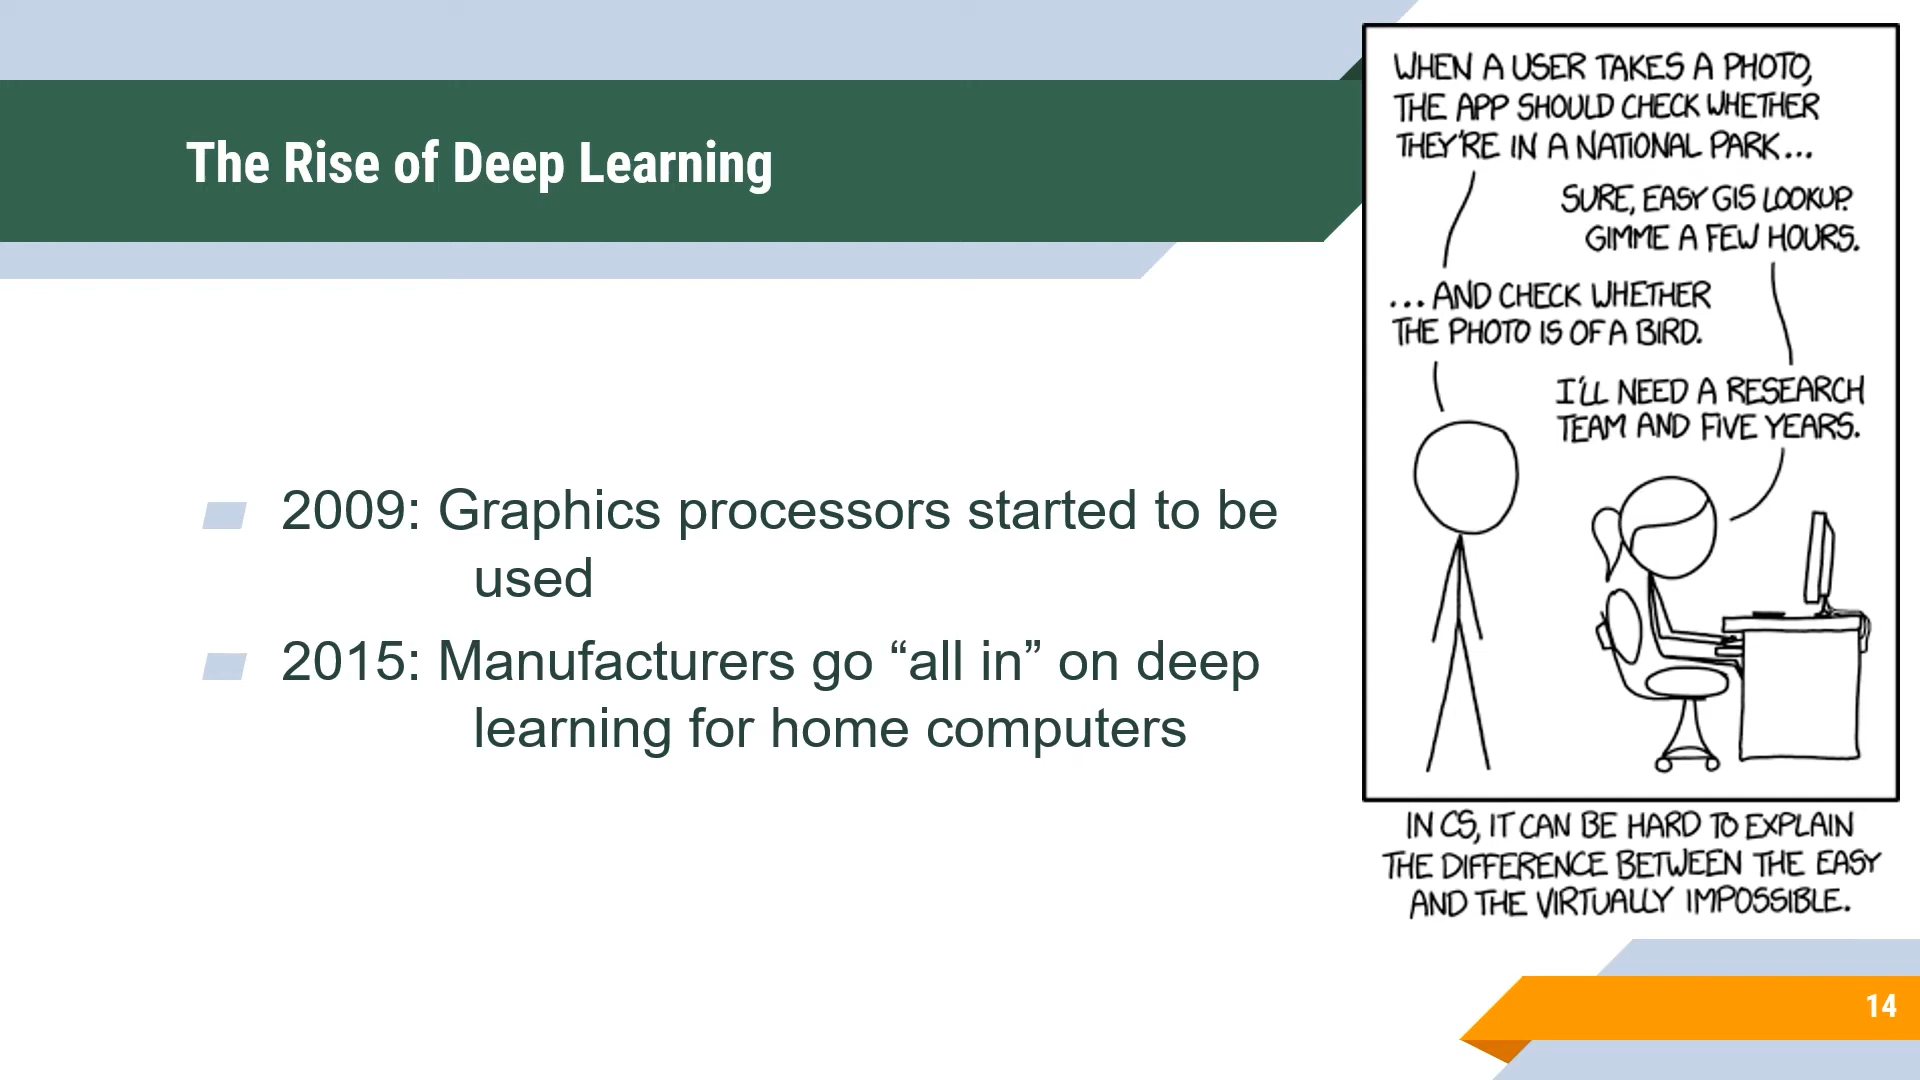 The Rise of Deep Learning
2009: Graphics processors started to be
used
2015: Manufacturers go “all in” on deep
learning for home computers
WHEN A USER TAKES A PHOTO,
THE APP SHOULD CHECK WHETHER
THEY'RE IN A NATIONAL PARK...
SURE, EASY GIS LOOKUP.
GIMME A FEW HOURS.
...AND CHECK WHETHER
THE PHOTO IS OF A BIRD.
I'LL NEED A RESEARCH
TEAM AND FIVE YEARS.
IN CS, IT CAN BE HARD TO EXPLAIN
THE DIFFERENCE BETWEEN THE EASY
AND THE VIRTUALLY IMPOSSIBLE.
14